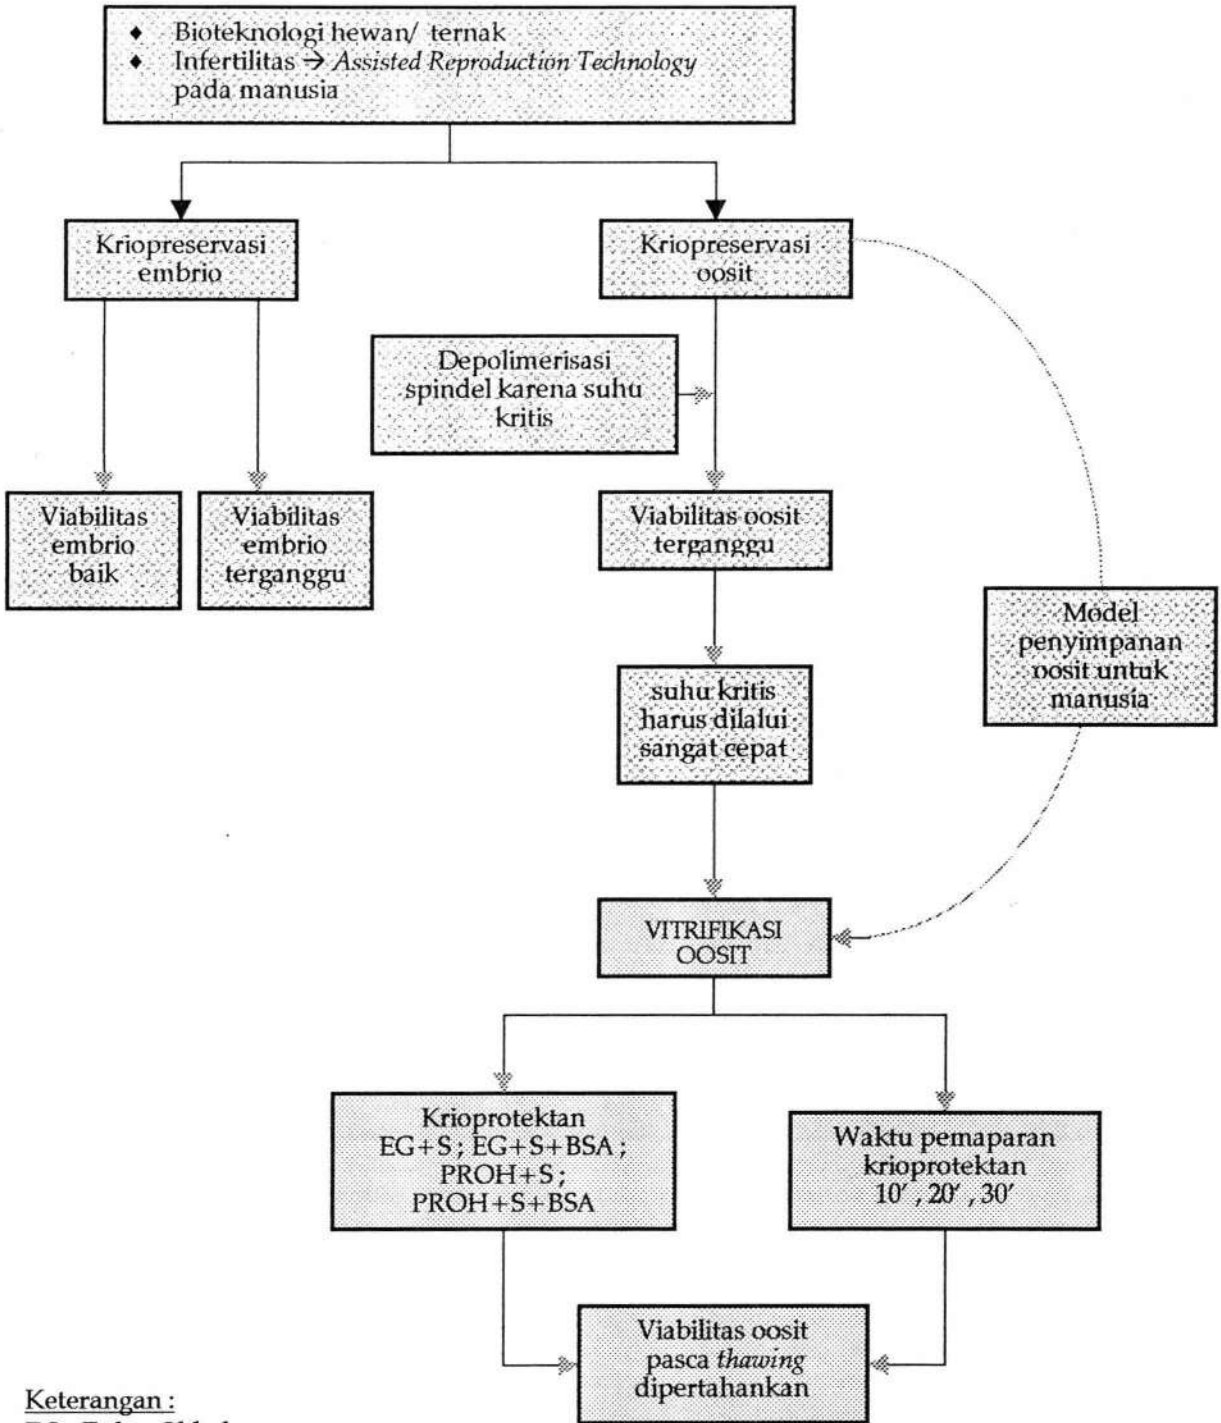 ♦ Bioteknologi hewan/ ternak
♦ Infertilitas → Assisted Reproduction Technology
pada manusia
Kriopreservasi
embrio
Kriopreservasi
oosit
Depolimerisasi
spindel karena suhu
kritis
Viabilitas
embrio
baik
Viabilitas
embrio
terganggu
Viabilitas oosit
terganggu
Model
penyimpanan
oosit untuk
manusia
suhu kritis
harus dilalui
sangat cepat
VITRIFIKASI
OOSIT
Krioprotektan
EG+S ; EG+S+BSA ;
PROH+S ;
PROH+S+BSA
Waktu pemaparan
krioprotektan
10′ , 20′ , 30′
Viabilitas oosit
pasca thawing
dipertahankan
Keterangan :